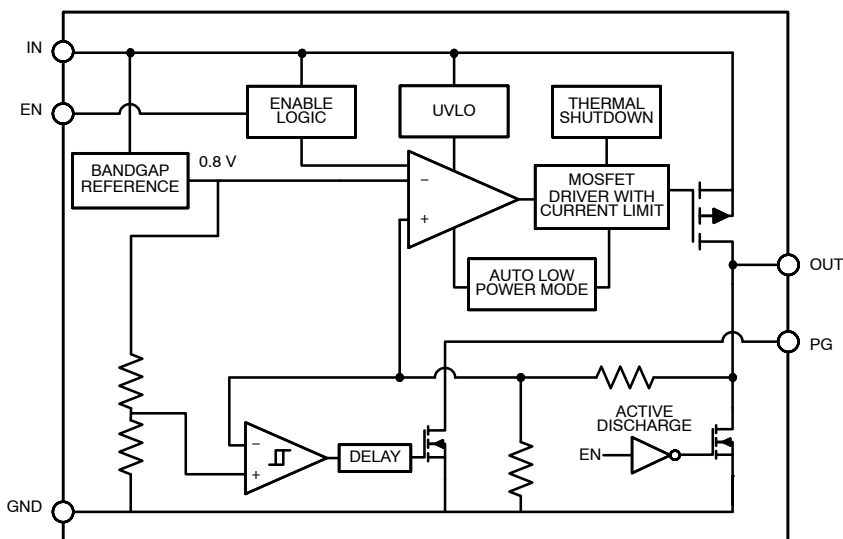 IN
EN
ENABLE
LOGIC
UVLO
THERMAL
SHUTDOWN
BANDGAP
REFERENCE
0.8 V
−
+
MOSFET
DRIVER WITH
CURRENT LIMIT
AUTO LOW
POWER MODE
OUT
PG
ACTIVE
DISCHARGE
−
+
DELAY
EN
GND